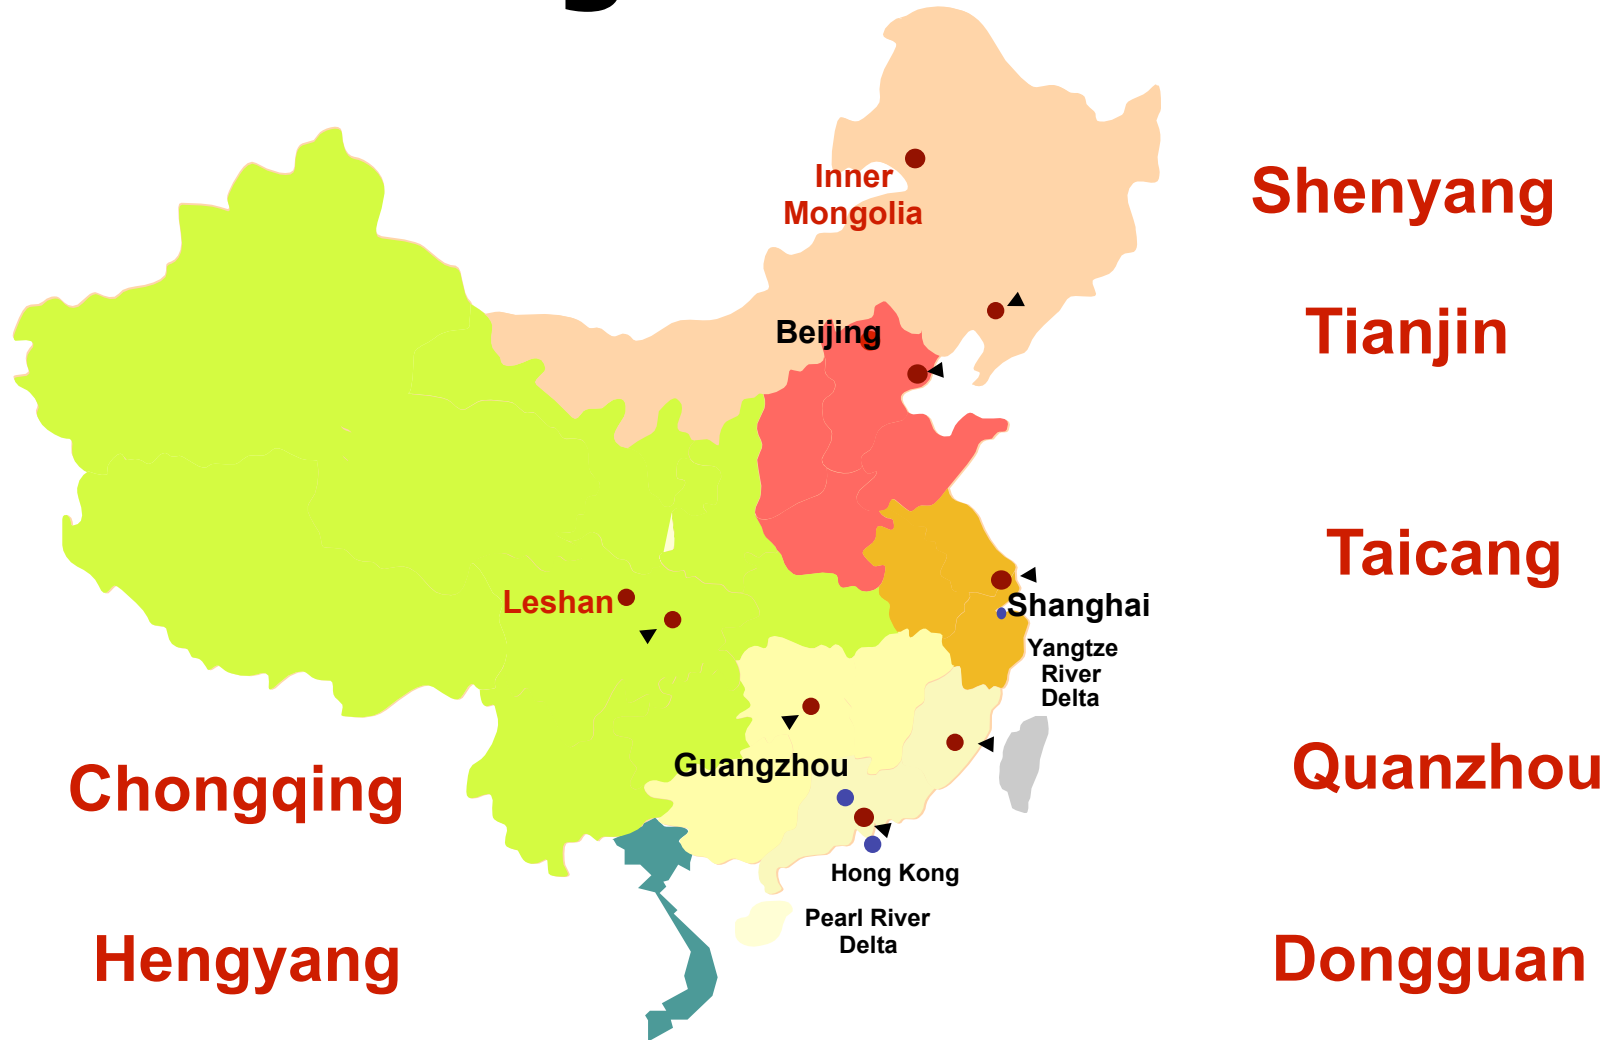 Inner
Mongolia
Shenyang
Beijing
Tianjin
Taicang
Leshan
Shanghai
Yangtze
River
Delta
Guangzhou
Quanzhou
Chongqing
Hong Kong
Pearl River
Delta
Hengyang
Dongguan